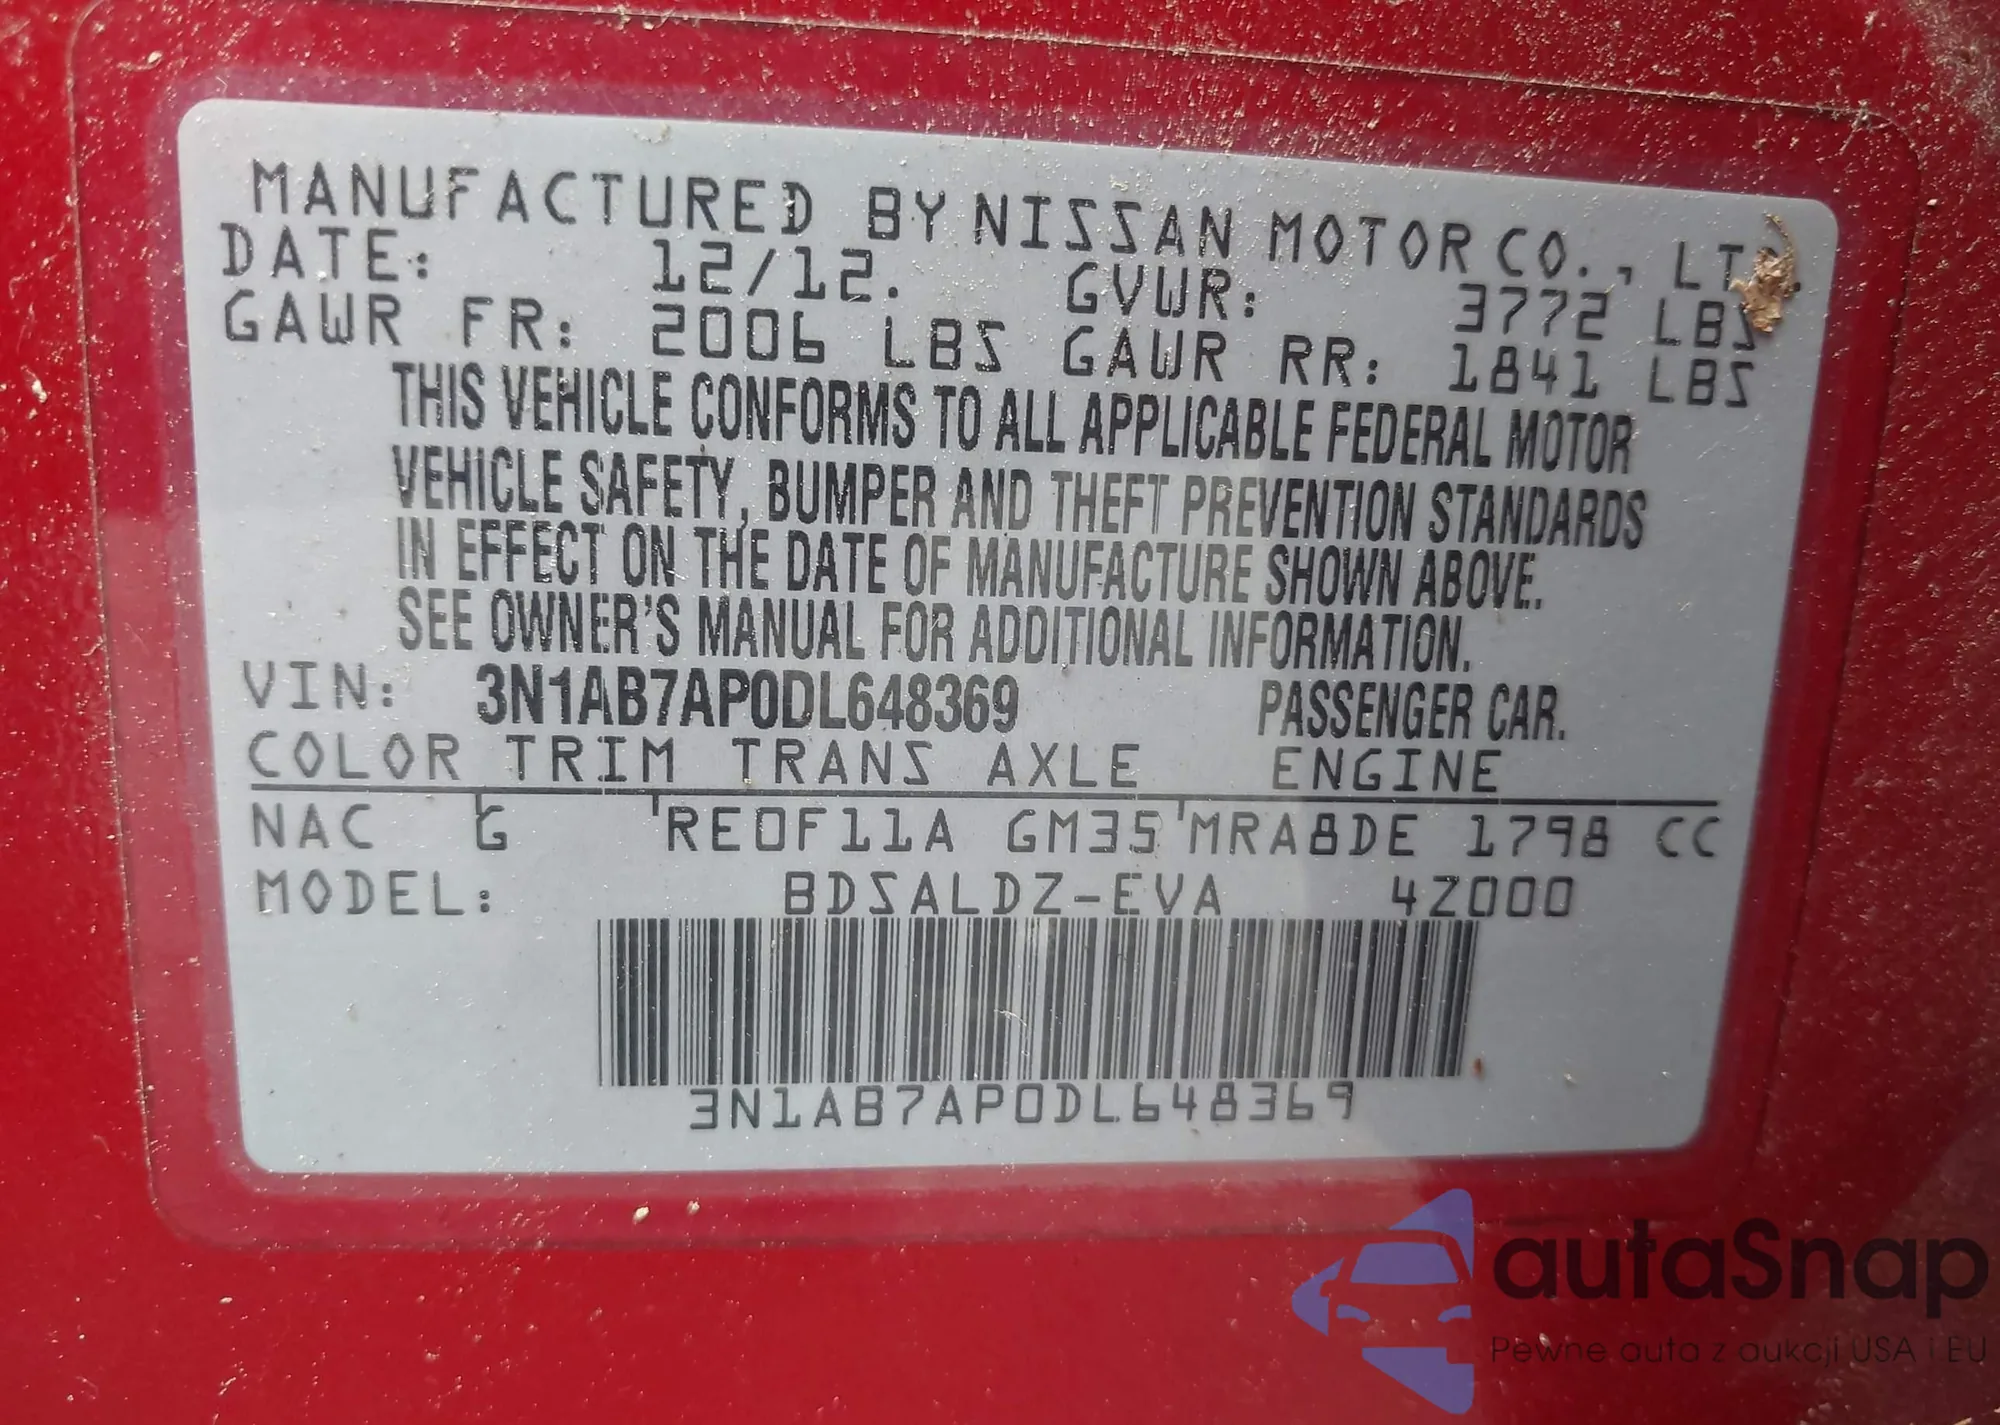 MANUFACTURED BY NISSAN MOTOR CO., LTD.
DATE: 12/12. GVWR: 3772 LBS
GAWR FR: 2006 LBS GAWR RR: 1841 LBS
THIS VEHICLE CONFORMS TO ALL APPLICABLE FEDERAL MOTOR
VEHICLE SAFETY, BUMPER AND THEFT PREVENTION STANDARDS
IN EFFECT ON THE DATE OF MANUFACTURE SHOWN ABOVE.
SEE OWNER'S MANUAL FOR ADDITIONAL INFORMATION.
VIN: 3N1AB7AP0DL648369 PASSENGER CAR.
COLOR TRIM TRANS AXLE ENGINE
NAC G RE0F11A GM35 MRA8DE 1798 CC
MODEL: BDSALDZ-EVA 4Z000
3N1AB7AP0DL648369
autaSnap
Pewne auta z aukcji USA i EU